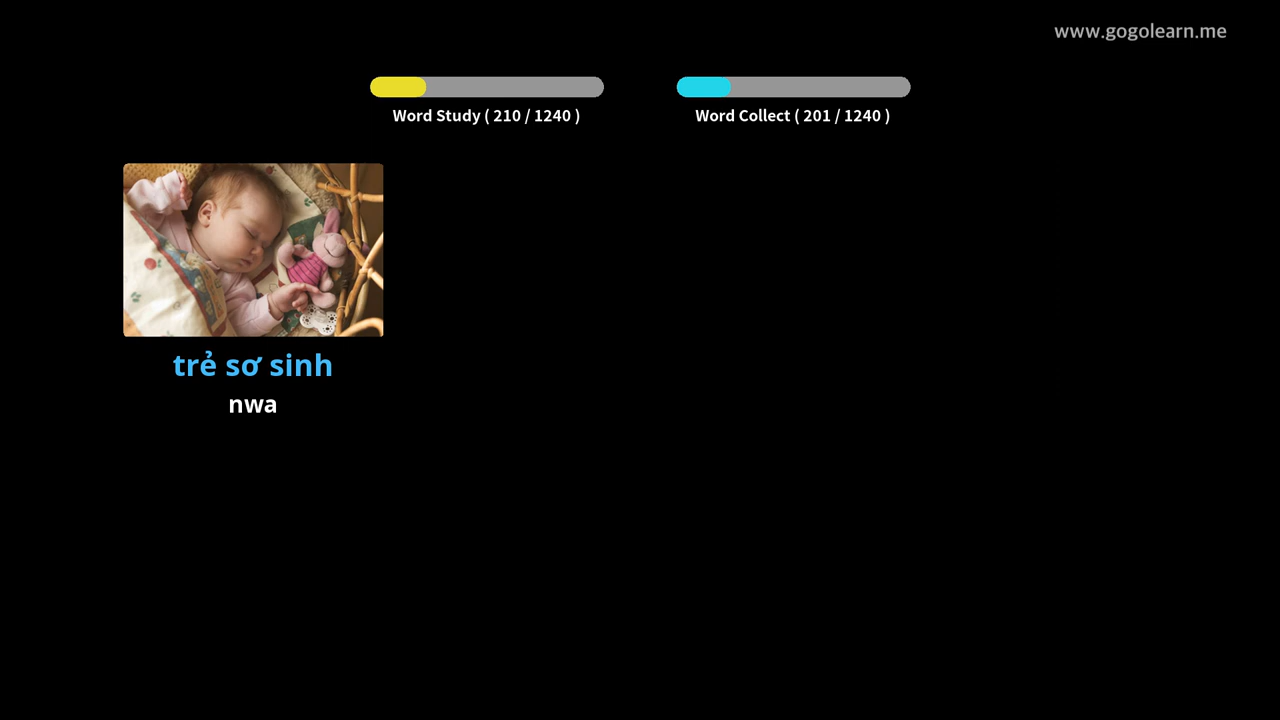 www.gogolearn.me
Word Study ( 210 / 1240 )
Word Collect ( 201 / 1240 )
trẻ sơ sinh
nwa